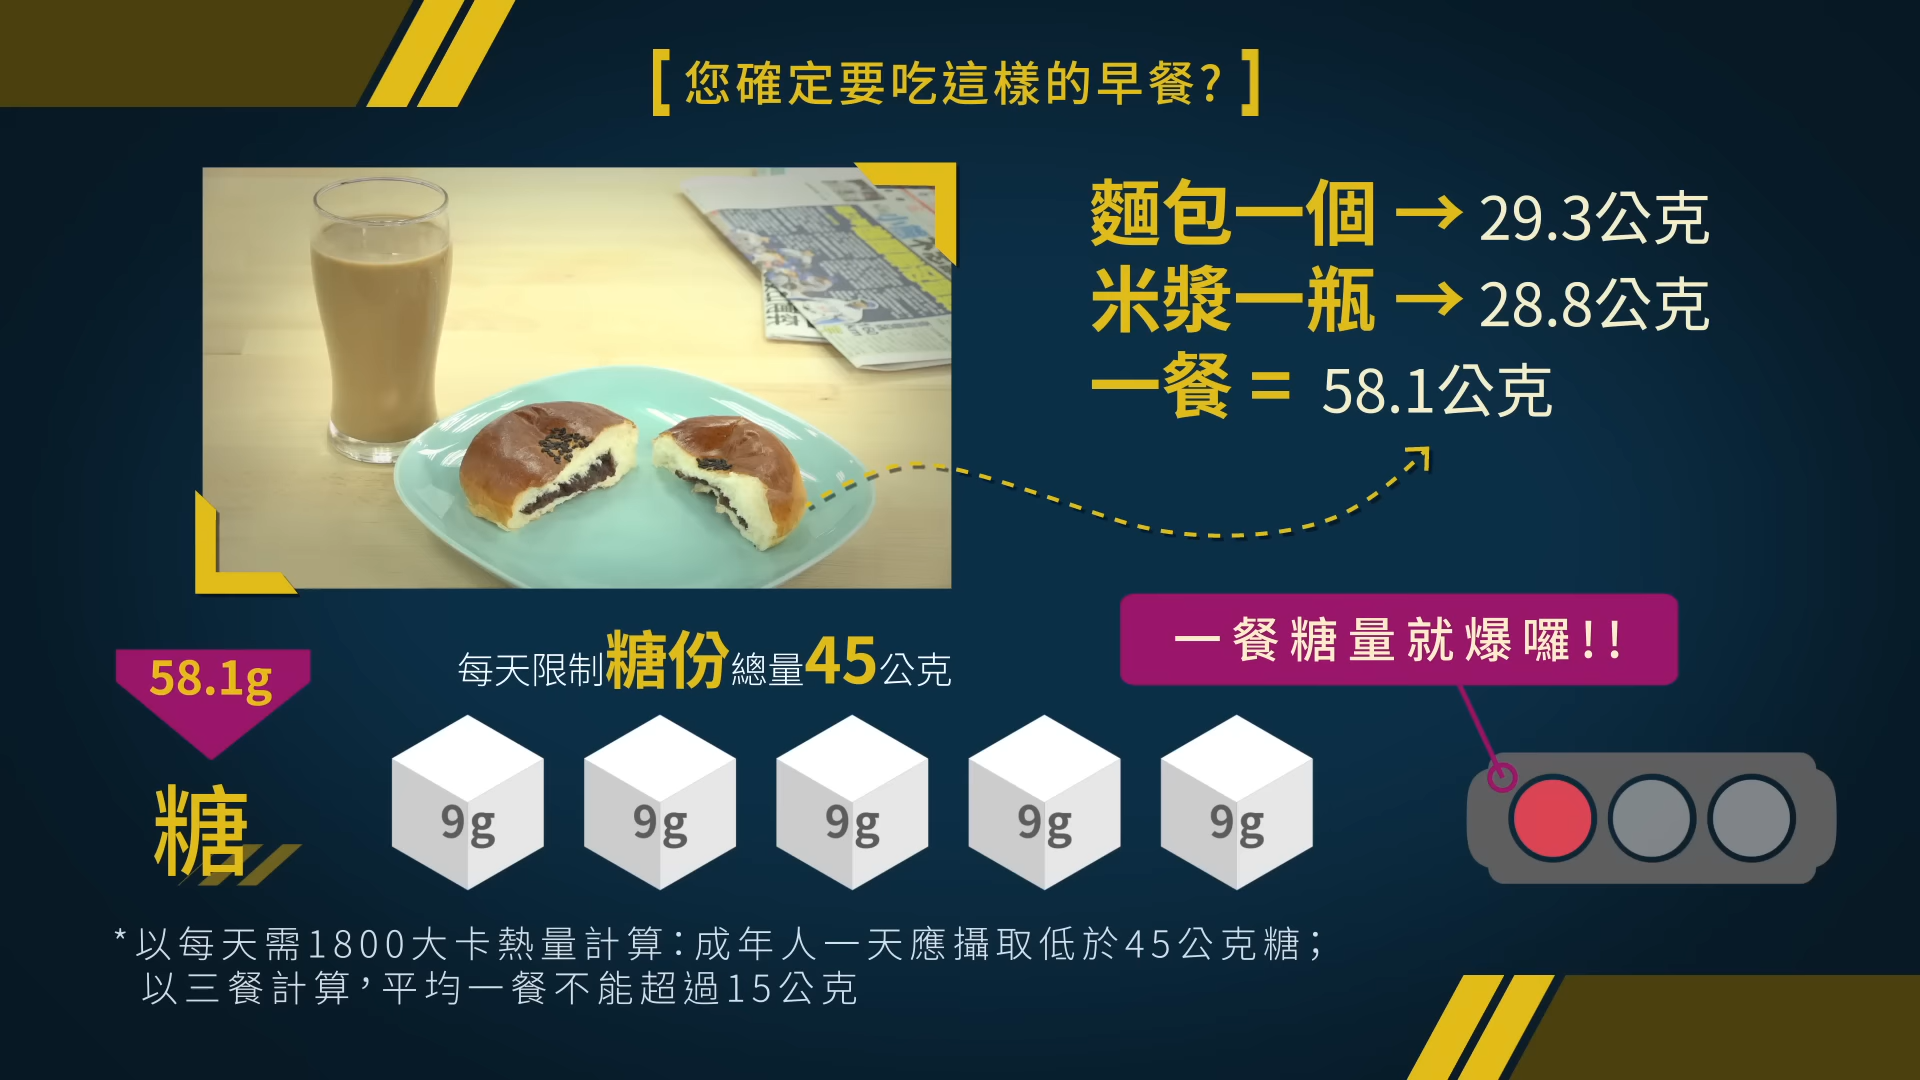 [您確定要吃這樣的早餐?]
麵包一個→29.3公克
米漿一瓶→28.8公克
一餐= 58.1公克
一餐糖量就爆囉!!
每天限制糖份總量45公克
58.1g
糖
9g 9g 9g 9g 9g
*以每天需1800大卡熱量計算:成年人一天應攝取低於45公克糖;
以三餐計算,平均一餐不能超過15公克